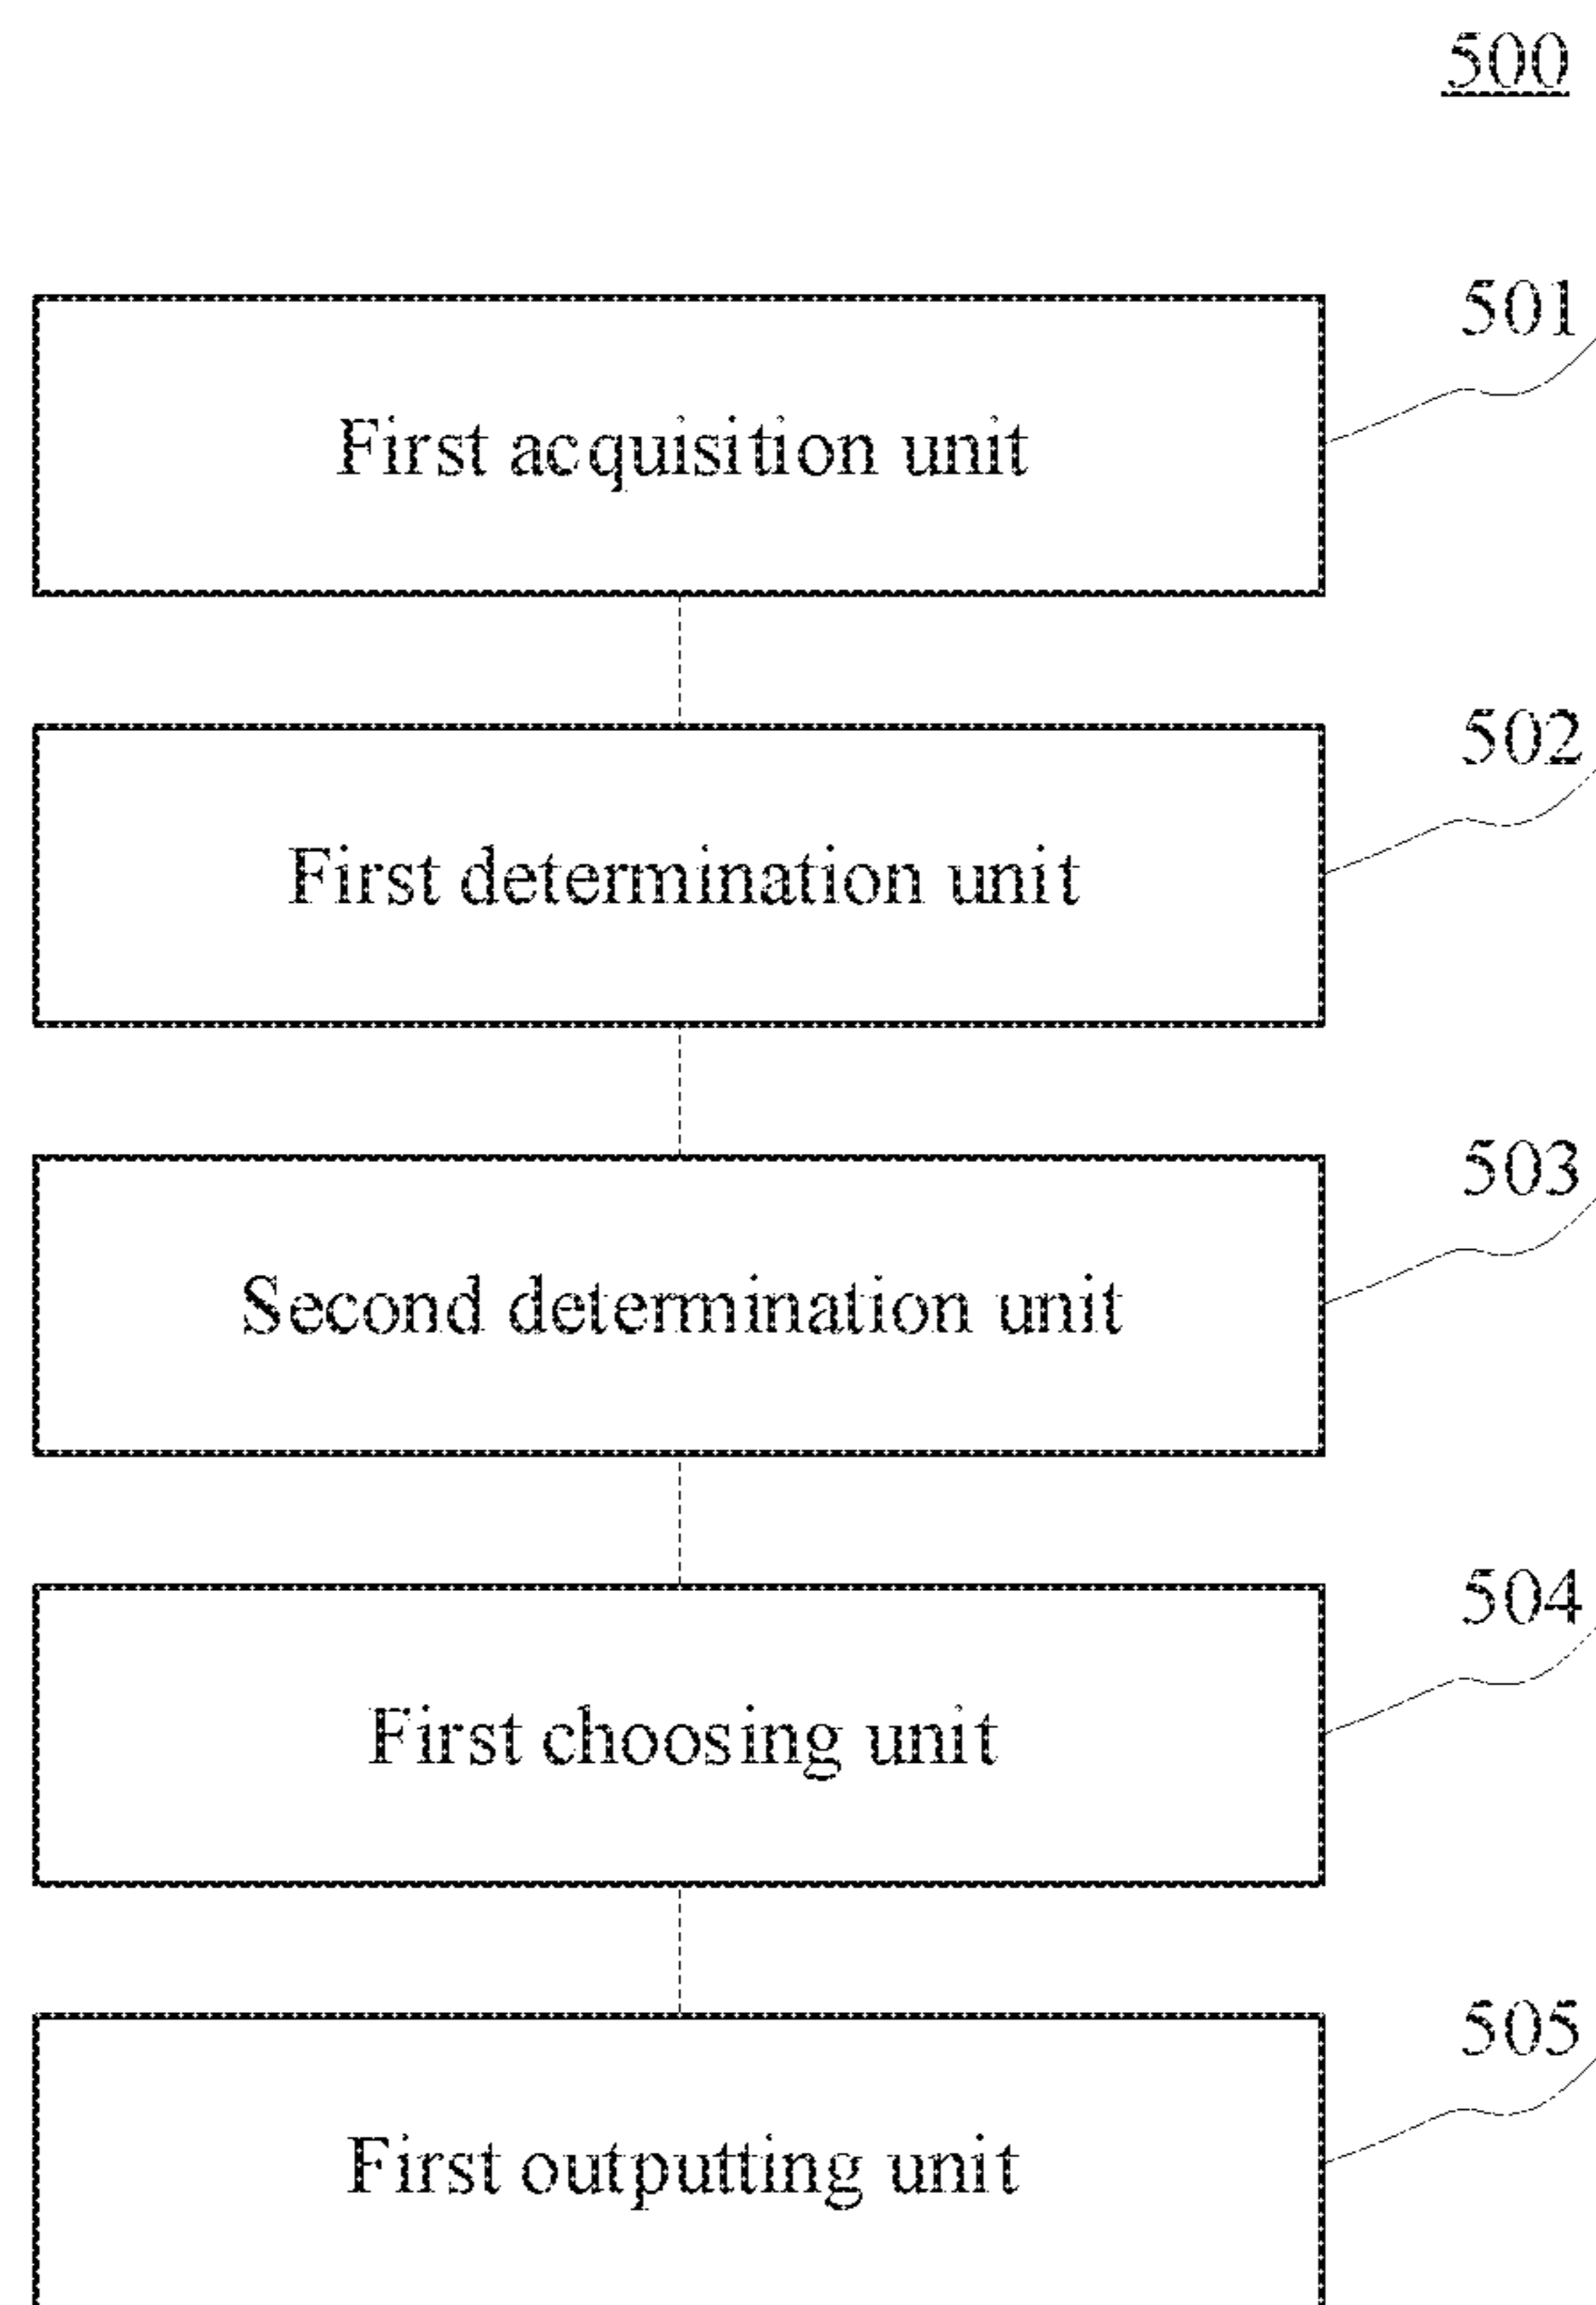 500
501
First acquisition unit
502
First determination unit
503
Second determination unit
504
First choosing unit
505
First outputting unit